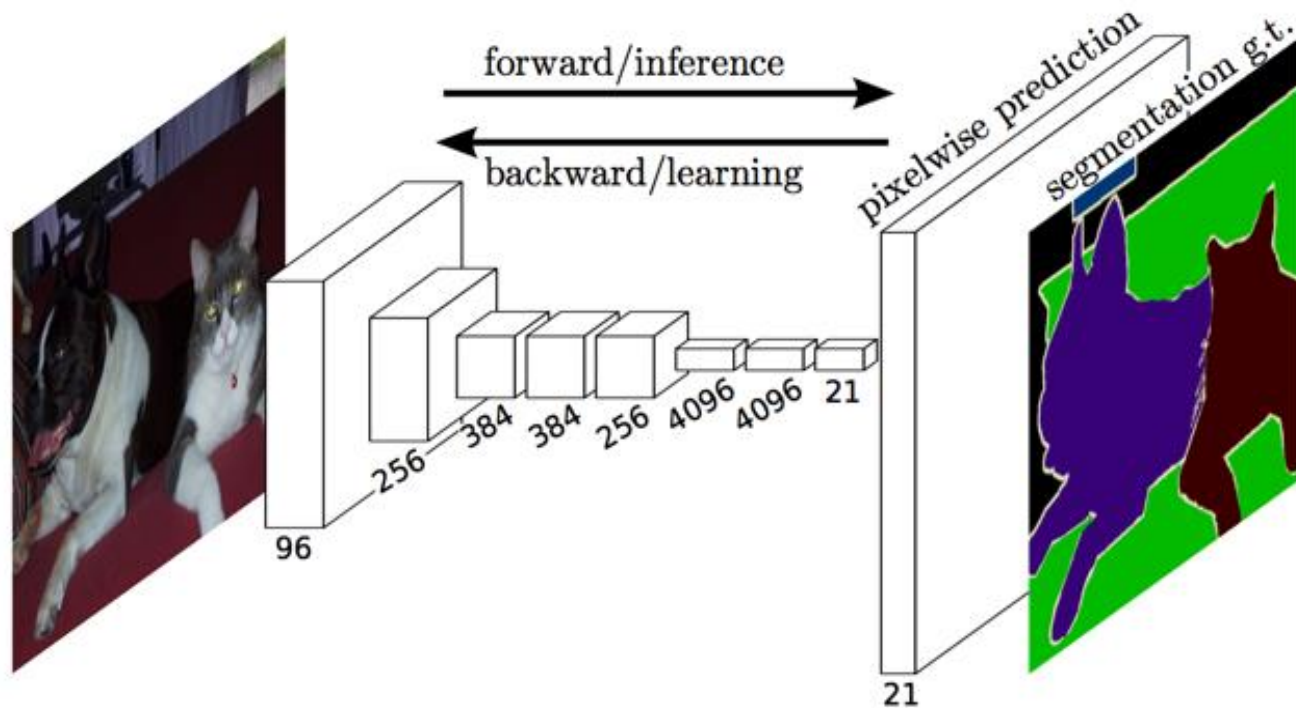 forward/inference
backward/learning
pixelwise prediction
segmentation g.t.
96
256
384
384
256
4096
4096
21
21